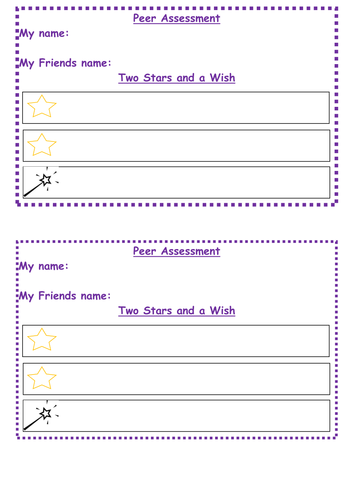 Peer Assessment
My name:
My Friends name:
Two Stars and a Wish
Peer Assessment
My name:
My Friends name:
Two Stars and a Wish